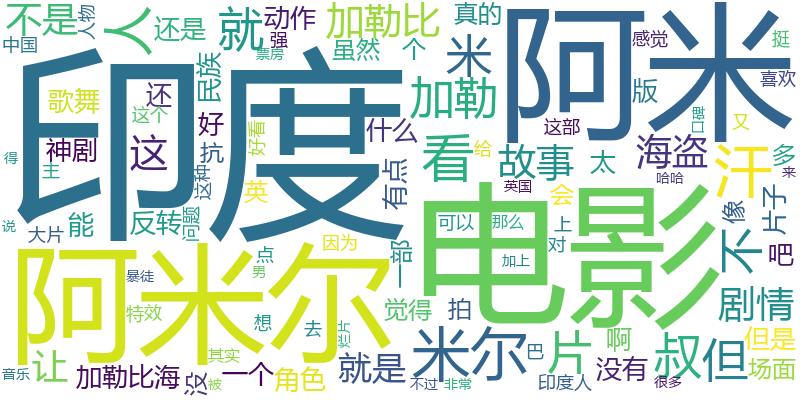 不是
人
还是
就
动作
加勒比
真的
阿米
感觉
挺
中国
人物
票房
强
虽然
个
米
喜欢
印度
民族
加勒
版
歌舞
还
这个
神剧
这
好
抗
好看
什么
看
给
故事
这部
太
海盗
胡口
又
汗
多
来
得
主
英
这种
有点
英国
哈哈
会
像
片子
说
能
反转
问题
电影
可以
那么
上
对
不
吧
大片
阿米尔
因为
点
男
一部
加上
暴徒
特效
想
去
烂片
觉得
拍
啊
剧情
让
其实
就是
米尔
巴
片
叔
但
但是
音乐
加勒比海
没
被
一个
角色
不过
非常
印度人
没有
很多
场面